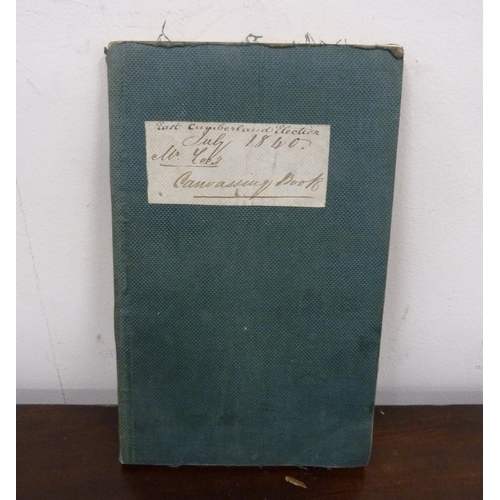 East Cumberland Election
July 1840.
Mr
Canvassing Book